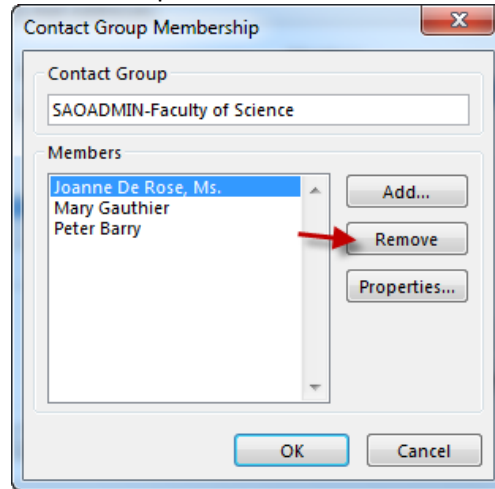 Contact Group Membership
Contact Group
SAOADMIN-Faculty of Science
Members
Joanne De Rose, Ms.
Mary Gauthier
Peter Barry
Add...
Remove
Properties...
OK
Cancel